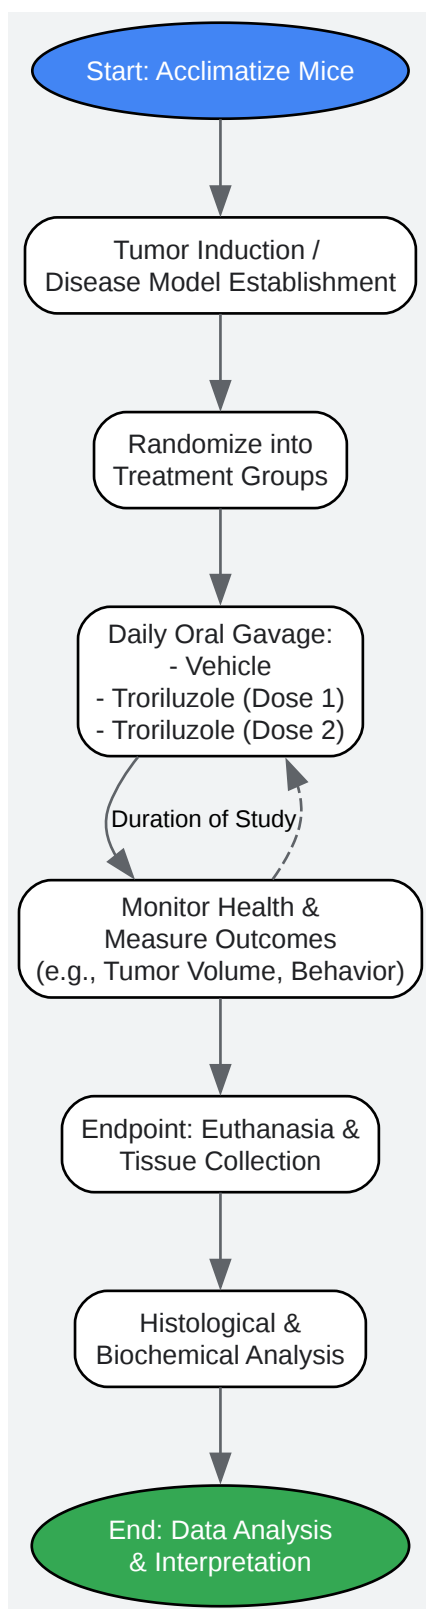 Start: Acclimatize Mice
Tumor Induction /
Disease Model Establishment
Randomize into
Treatment Groups
Daily Oral Gavage:
- Vehicle
- Troriluzole (Dose 1)
- Troriluzole (Dose 2)
Duration of Study
Monitor Health &
Measure Outcomes
(e.g., Tumor Volume, Behavior)
Endpoint: Euthanasia &
Tissue Collection
Histological &
Biochemical Analysis
End: Data Analysis
& Interpretation